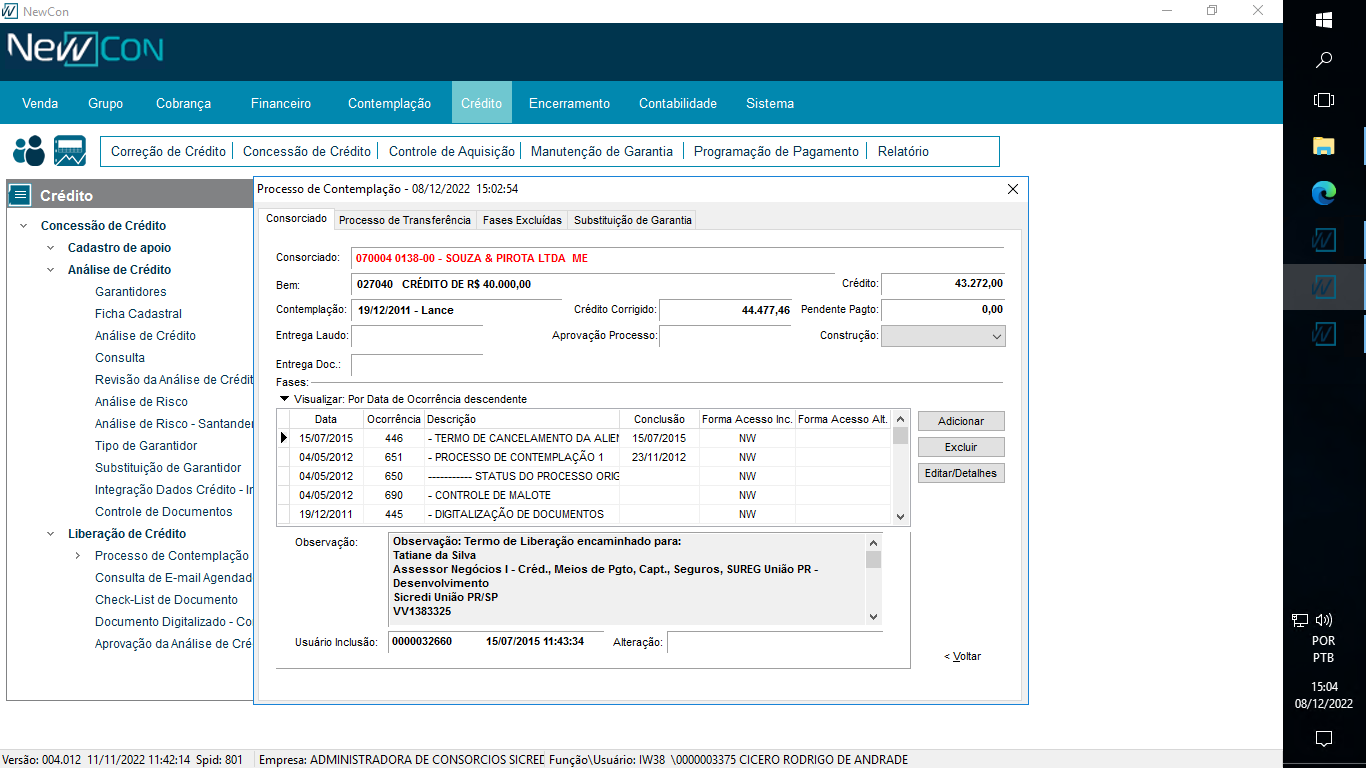 NewCon
NewCon
Venda Grupo Cobrança Financeiro Contemplação Crédito Encerramento Contabilidade Sistema
Correção de Crédito Concessão de Crédito Controle de Aquisição Manutenção de Garantia Programação de Pagamento Relatório
Crédito
Concessão de Crédito
Cadastro de apoio
Análise de Crédito
Garantidores
Ficha Cadastral
Análise de Crédito
Consulta
Revisão da Análise de Crédit
Análise de Risco
Análise de Risco - Santander
Tipo de Garantidor
Substituição de Garantidor
Integração Dados Crédito - Ir
Controle de Documentos
Liberação de Crédito
Processo de Contemplação
Consulta de E-mail Agendad
Check-List de Documento
Documento Digitalizado - Co
Aprovação da Análise de Cré
Processo de Contemplação - 08/12/2022 15:02:54
Consorciado Processo de Transferência Fases Excluídas Substituição de Garantia
Consorciado: 070004 0138-00 - SOUZA & PIROTA LTDA ME
Bem: 027040 CRÉDITO DE R$ 40.000,00 Crédito: 43.272,00
Contemplação: 19/12/2011 - Lance Crédito Corrigido: 44.477,46 Pendente Pagto: 0,00
Entrega Laudo: Aprovação Processo: Construção:
Entrega Doc.:
Fases:
Visualizar: Por Data de Ocorrência descendente
Data Ocorrência Descrição Conclusão Forma Acesso Inc. Forma Acesso Alt.
15/07/2015 446 - TERMO DE CANCELAMENTO DA ALIEN 15/07/2015 NW
04/05/2012 651 - PROCESSO DE CONTEMPLAÇÃO 1 23/11/2012 NW
04/05/2012 650 ----------- STATUS DO PROCESSO ORIG NW
04/05/2012 690 - CONTROLE DE MALOTE NW
19/12/2011 445 - DIGITALIZAÇÃO DE DOCUMENTOS NW
Adicionar
Excluir
Editar/Detalhes
Observação: Observação: Termo de Liberação encaminhado para:
Tatiane da Silva
Assessor Negócios I - Créd., Meios de Pgto, Capt., Seguros, SUREG União PR -
Desenvolvimento
Sicredi União PR/SP
VV1383325
Usuário Inclusão: 0000032660 15/07/2015 11:43:34 Alteração:
< Voltar
Versão: 004.012 11/11/2022 11:42:14 Spid: 801 Empresa: ADMINISTRADORA DE CONSORCIOS SICRED Função\Usuário: IW38 \0000003375 CICERO RODRIGO DE ANDRADE
POR
PTB
15:04
08/12/2022